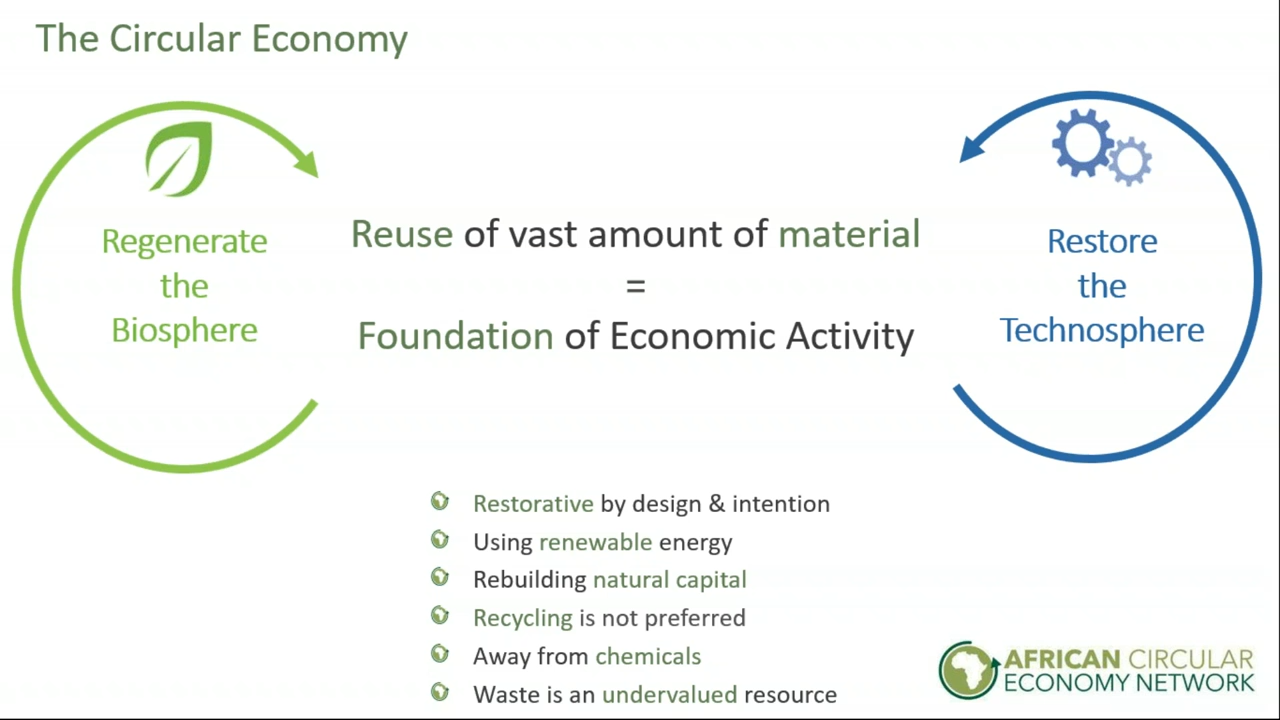 The Circular Economy
Regenerate
the
Biosphere
Reuse of vast amount of material
=
Foundation of Economic Activity
Restore
the
Technosphere
Restorative by design & intention
Using renewable energy
Rebuilding natural capital
Recycling is not preferred
Away from chemicals
Waste is an undervalued resource
AFRICAN CIRCULAR
ECONOMY NETWORK